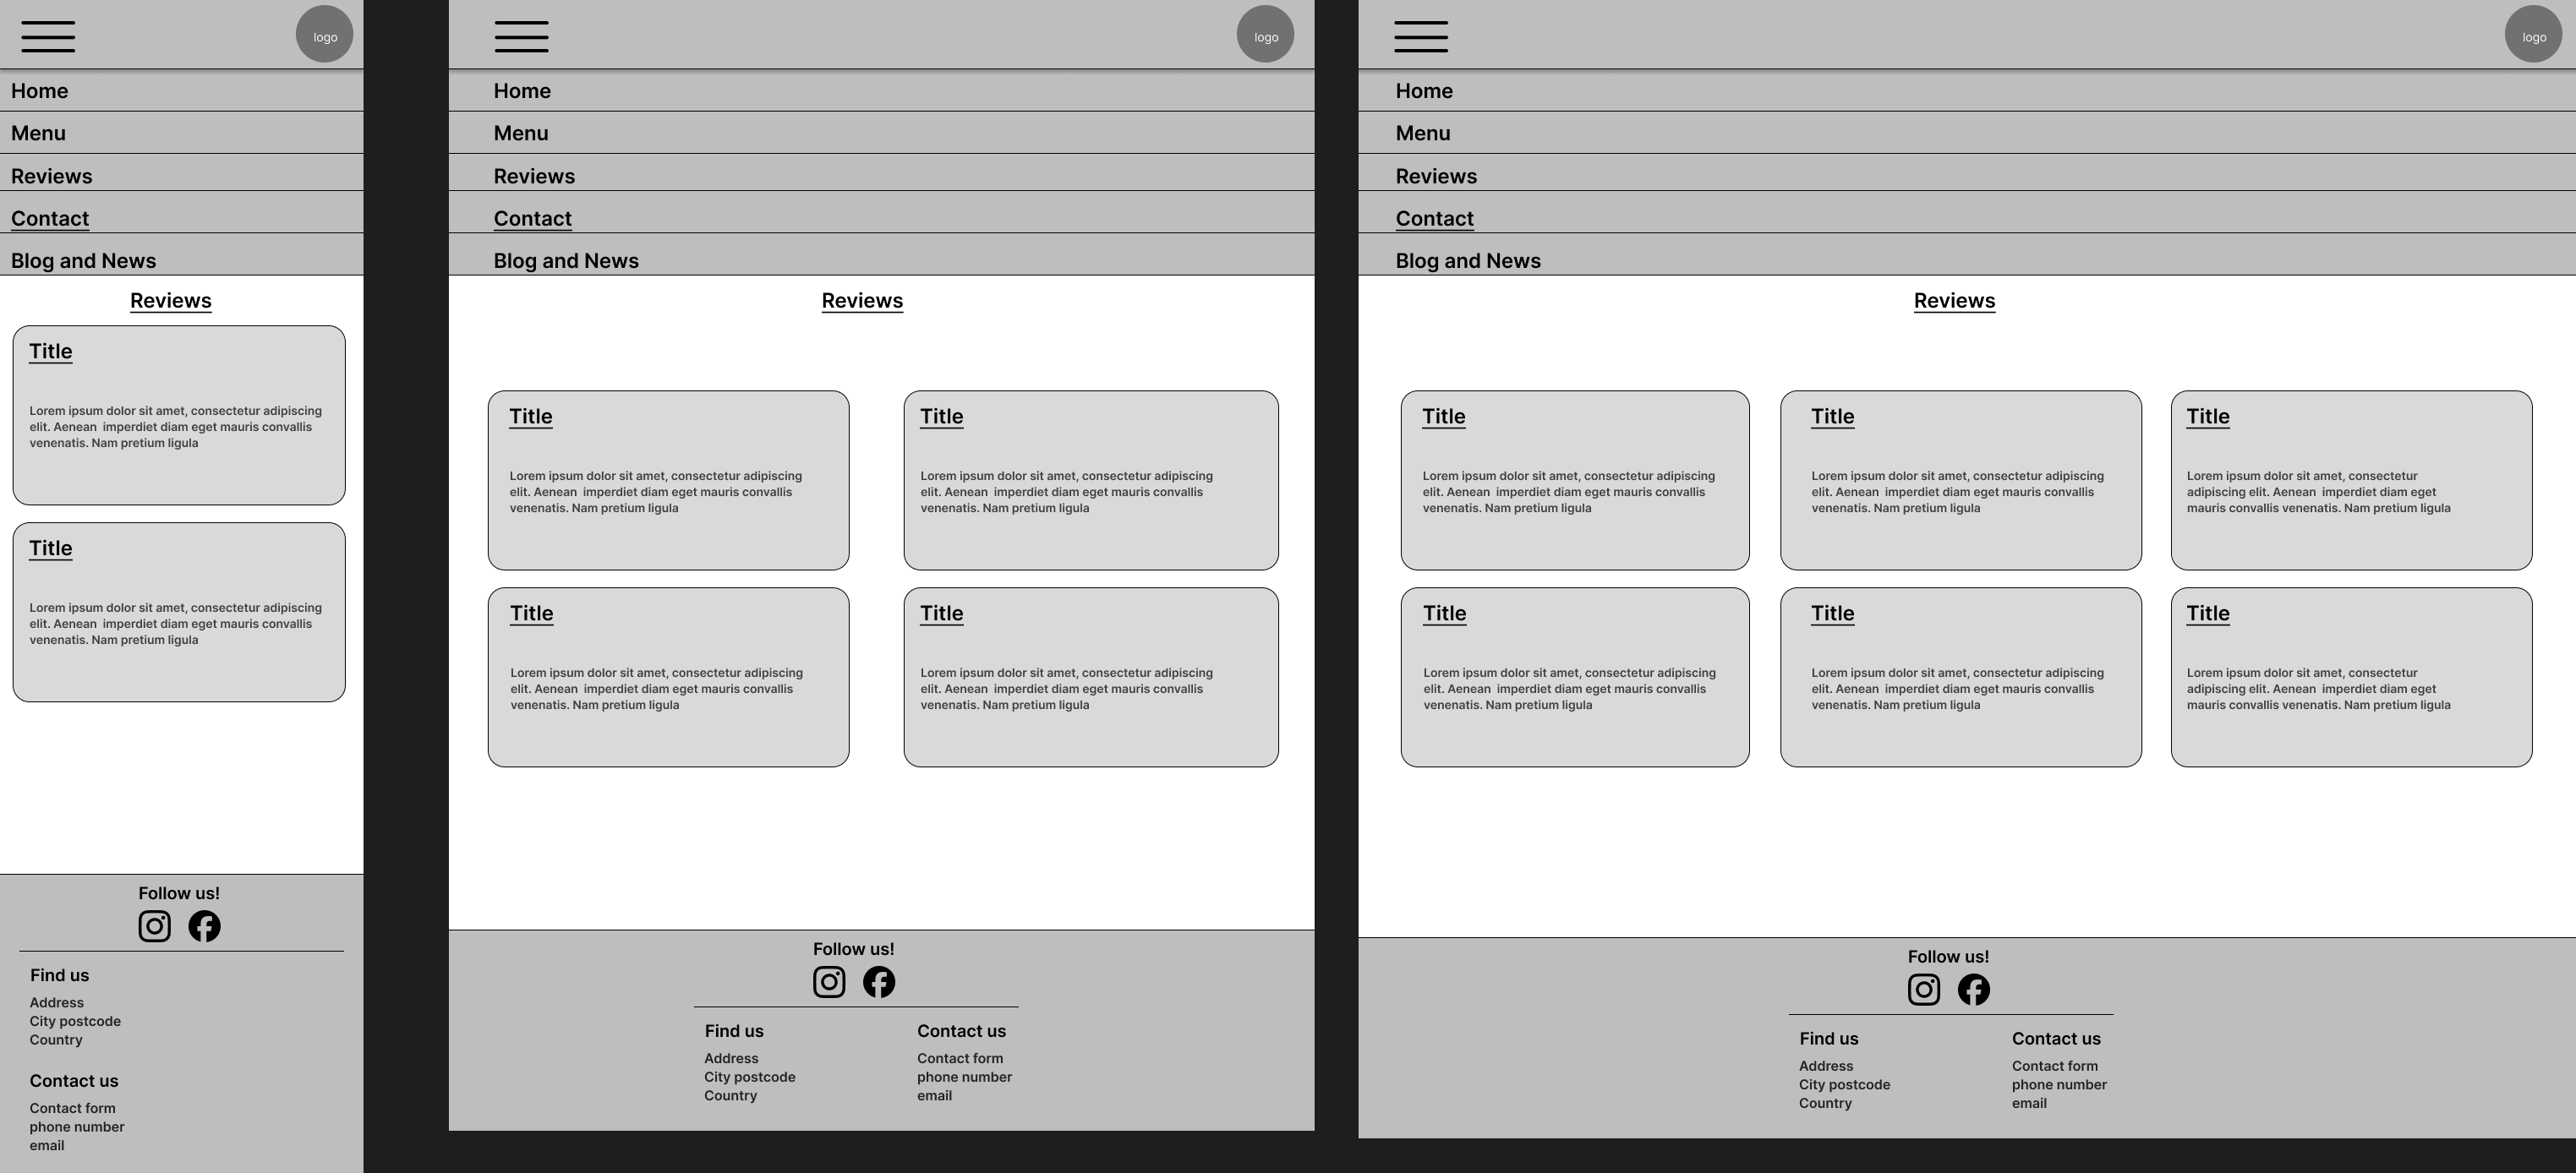 logo
Home
Menu
Reviews
Contact
Blog and News
Reviews
Title
Lorem ipsum dolor sit amet, consectetur adipiscing
elit. Aenean  imperdiet diam eget mauris convallis
venenatis. Nam pretium ligula
Title
Lorem ipsum dolor sit amet, consectetur adipiscing
elit. Aenean  imperdiet diam eget mauris convallis
venenatis. Nam pretium ligula
Follow us!
Find us
Address
City postcode
Country
Contact us
Contact form
phone number
email
logo
Home
Menu
Reviews
Contact
Blog and News
Reviews
Title
Lorem ipsum dolor sit amet, consectetur adipiscing
elit. Aenean  imperdiet diam eget mauris convallis
venenatis. Nam pretium ligula
Title
Lorem ipsum dolor sit amet, consectetur adipiscing
elit. Aenean  imperdiet diam eget mauris convallis
venenatis. Nam pretium ligula
Title
Lorem ipsum dolor sit amet, consectetur adipiscing
elit. Aenean  imperdiet diam eget mauris convallis
venenatis. Nam pretium ligula
Title
Lorem ipsum dolor sit amet, consectetur adipiscing
elit. Aenean  imperdiet diam eget mauris convallis
venenatis. Nam pretium ligula
Follow us!
Find us
Address
City postcode
Country
Contact us
Contact form
phone number
email
logo
Home
Menu
Reviews
Contact
Blog and News
Reviews
Title
Lorem ipsum dolor sit amet, consectetur adipiscing
elit. Aenean  imperdiet diam eget mauris convallis
venenatis. Nam pretium ligula
Title
Lorem ipsum dolor sit amet, consectetur adipiscing
elit. Aenean  imperdiet diam eget mauris convallis
venenatis. Nam pretium ligula
Title
Lorem ipsum dolor sit amet, consectetur
adipiscing elit. Aenean  imperdiet diam eget
mauris convallis venenatis. Nam pretium ligula
Title
Lorem ipsum dolor sit amet, consectetur adipiscing
elit. Aenean  imperdiet diam eget mauris convallis
venenatis. Nam pretium ligula
Title
Lorem ipsum dolor sit amet, consectetur adipiscing
elit. Aenean  imperdiet diam eget mauris convallis
venenatis. Nam pretium ligula
Title
Lorem ipsum dolor sit amet, consectetur
adipiscing elit. Aenean  imperdiet diam eget
mauris convallis venenatis. Nam pretium ligula
Follow us!
Find us
Address
City postcode
Country
Contact us
Contact form
phone number
email